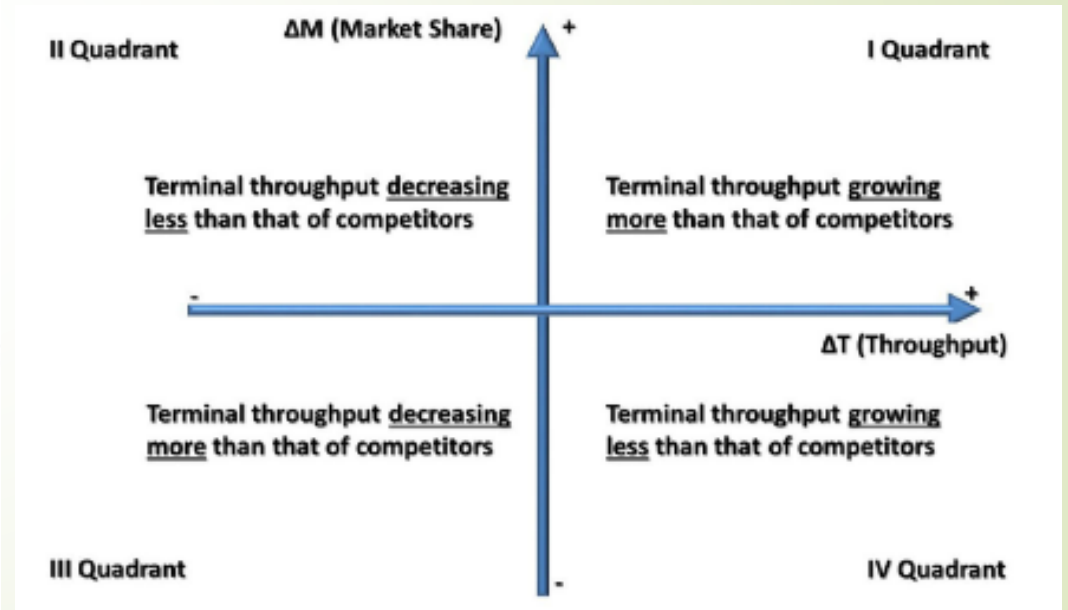 ΔM (Market Share)
+
II Quadrant
I Quadrant
Terminal throughput decreasing
less than that of competitors
Terminal throughput growing
more than that of competitors
-
+
ΔT (Throughput)
Terminal throughput decreasing
more than that of competitors
Terminal throughput growing
less than that of competitors
III Quadrant
IV Quadrant
-